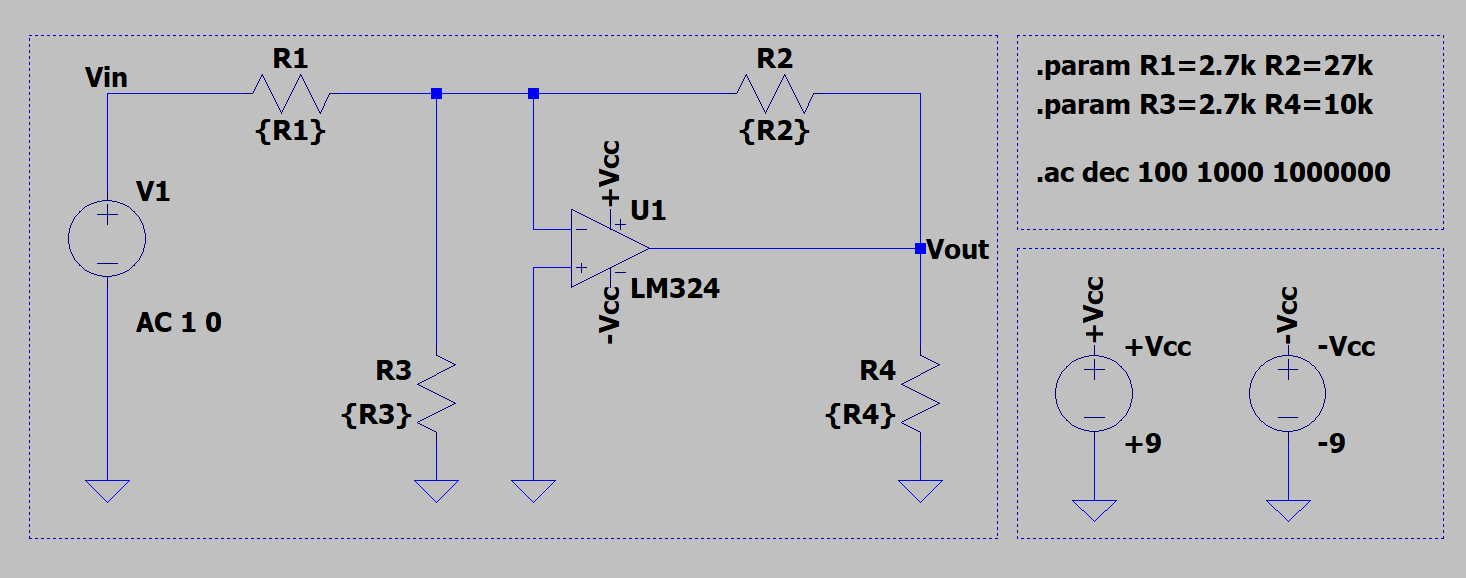 R1
R2
Vin
{R1}
{R2}
+Vcc
V1
U1
Vout
LM324
-Vcc
AC 1 0
R3
{R3}
R4
{R4}
.param R1=2.7k R2=27k
.param R3=2.7k R4=10k
.ac dec 100 1000 1000000
+Vcc
+Vcc
+9
-Vcc
-Vcc
-9